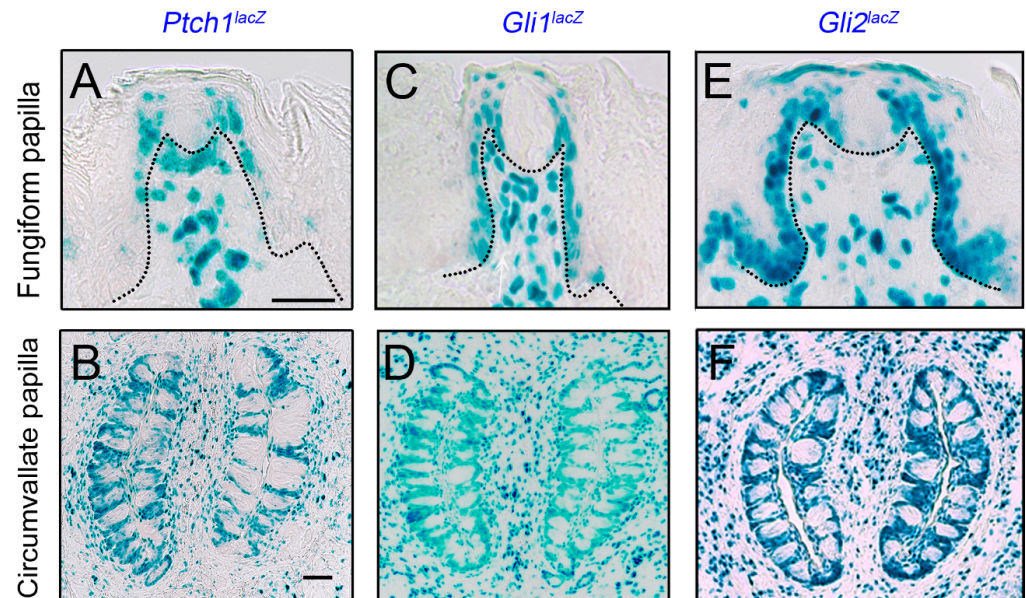 Ptch1lacZ
Gli1lacZ
Gli2lacZ
Fungiform papilla
A
C
E
Circumvallate papilla
B
D
F